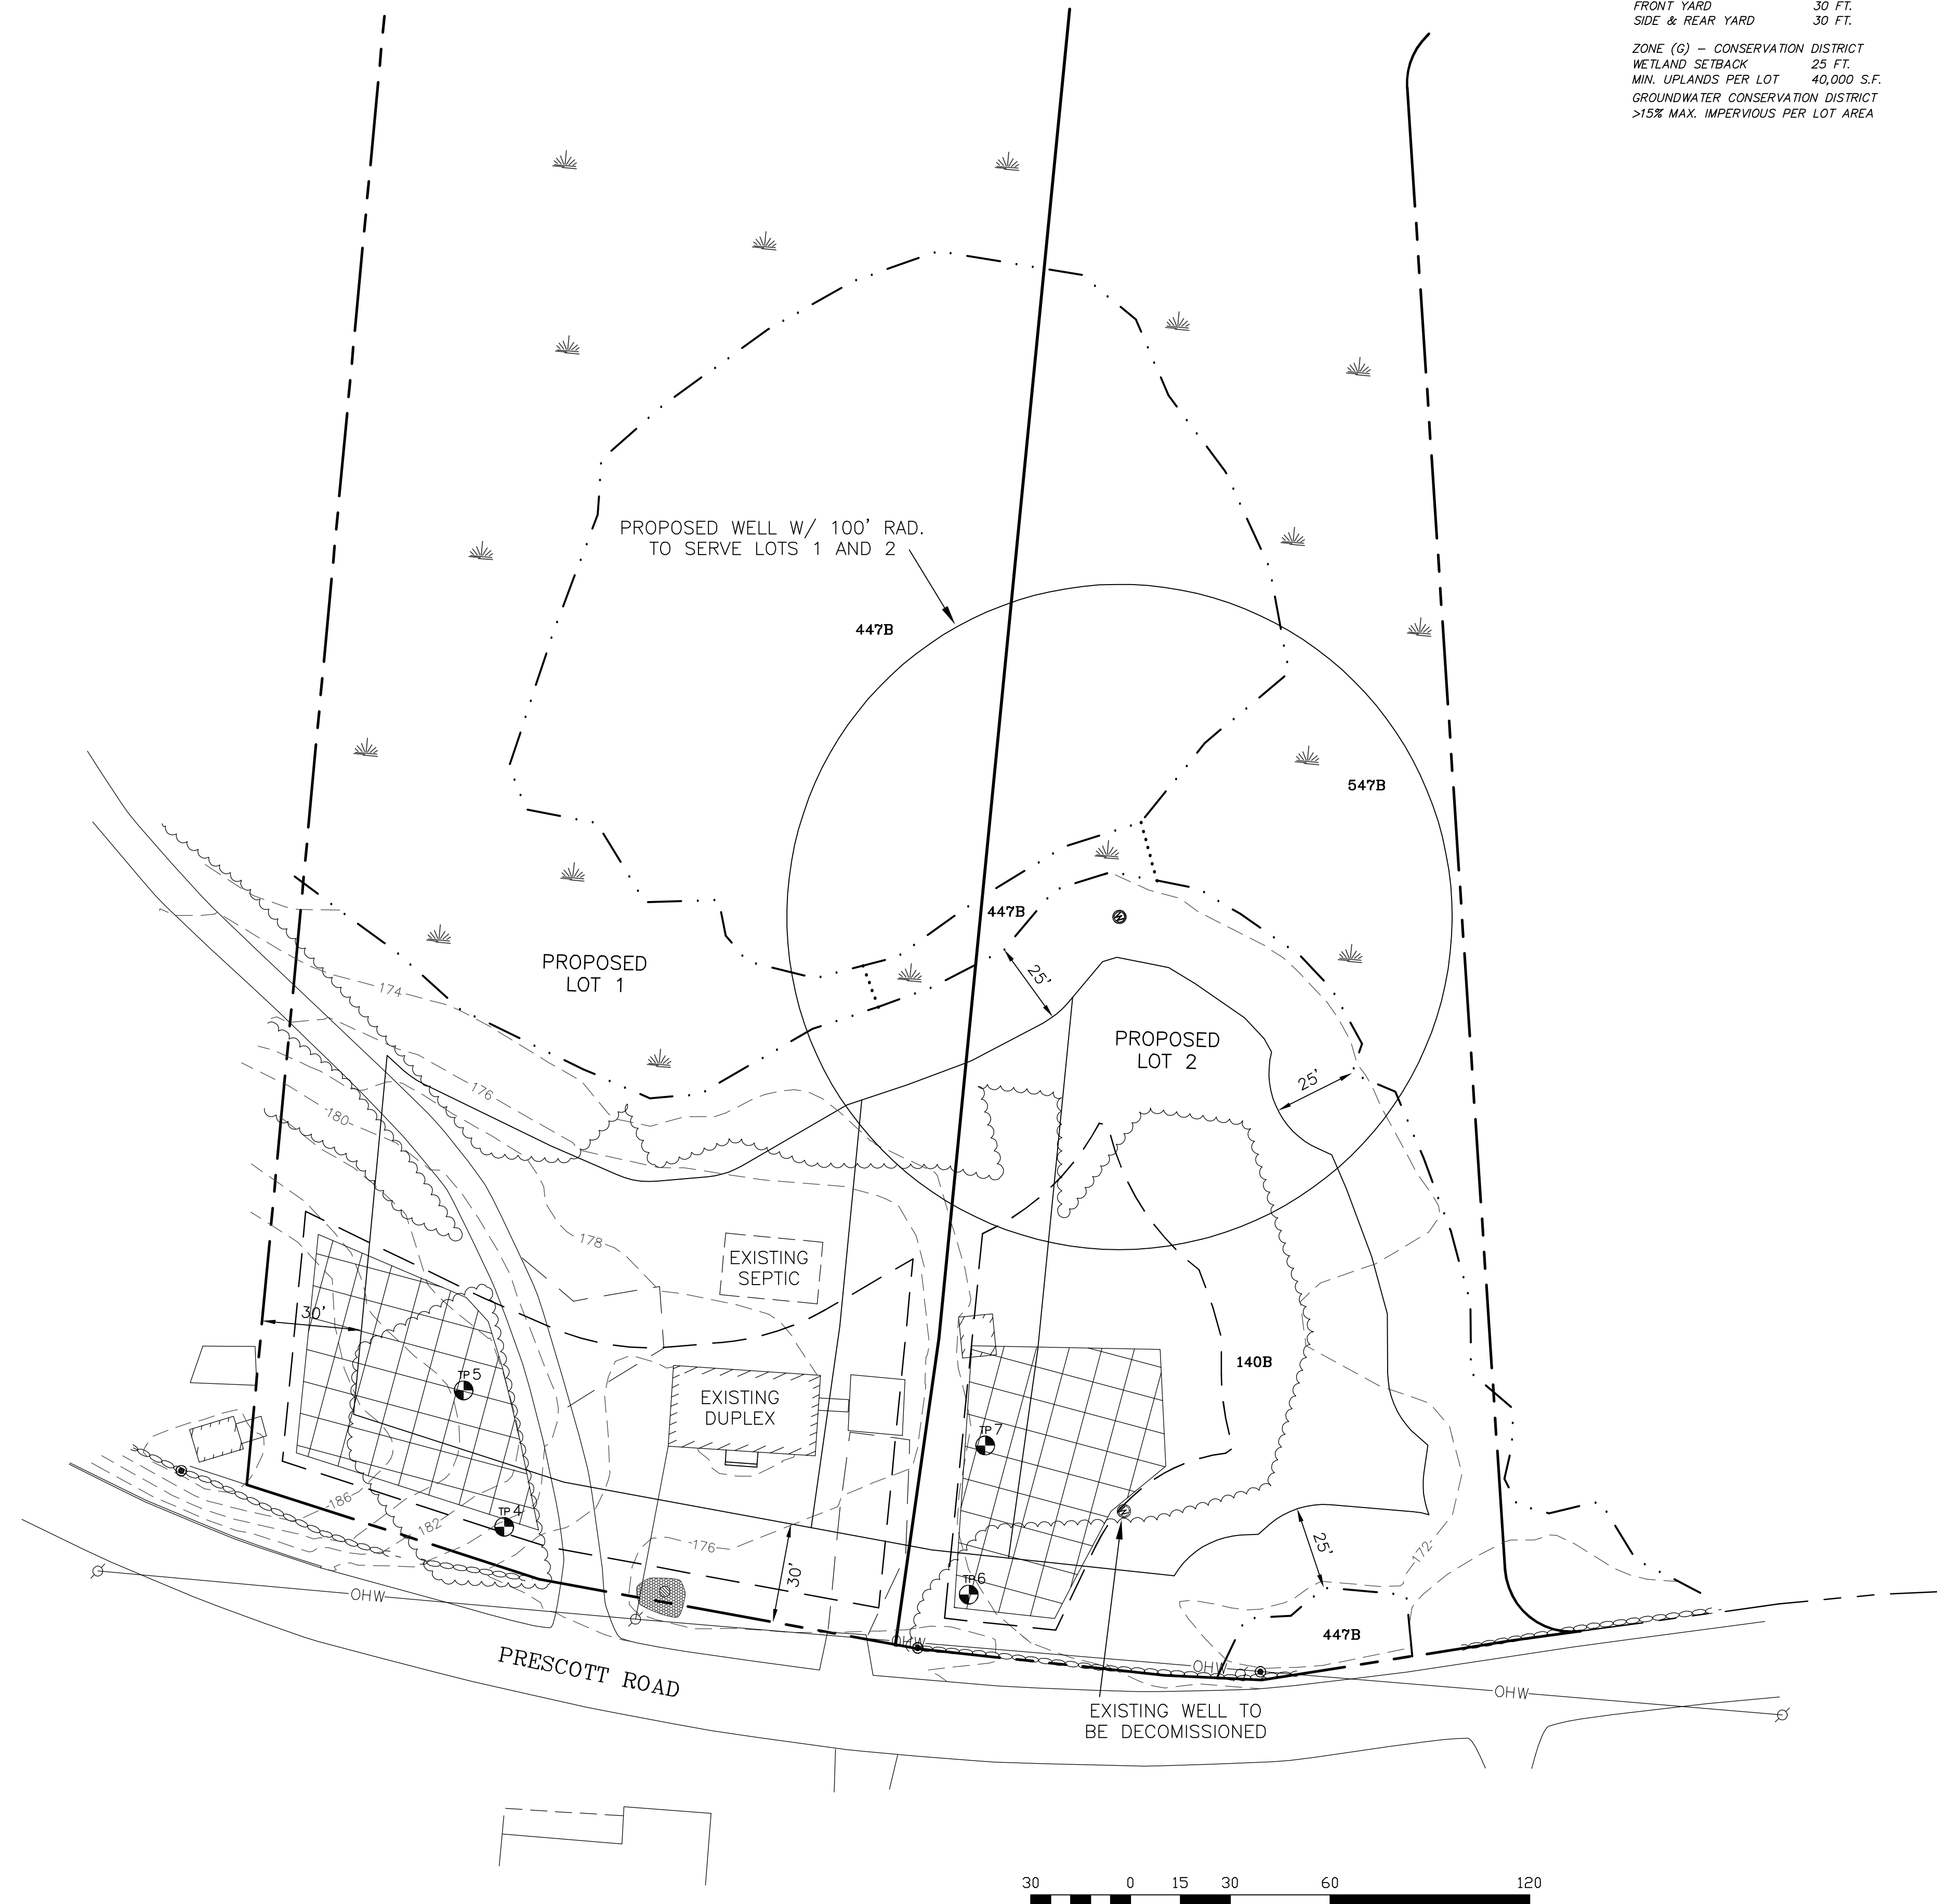 FRONT YARD 30 FT.
SIDE & REAR YARD 30 FT.
ZONE (G) – CONSERVATION DISTRICT
WETLAND SETBACK 25 FT.
MIN. UPLANDS PER LOT 40,000 S.F.
GROUNDWATER CONSERVATION DISTRICT
>15% MAX. IMPERVIOUS PER LOT AREA
PROPOSED WELL W/ 100' RAD.
TO SERVE LOTS 1 AND 2
447B
547B
447B
W
PROPOSED
LOT 1
25'
174
PROPOSED
LOT 2
25'
176
180
178
EXISTING
SEPTIC
30'
TP 5
140B
EXISTING
DUPLEX
TP 7
186
TP 4
182
W
176
25'
172
30'
TP 6
OHW
447B
OHW
OHW
PRESCOTT ROAD
OHW
EXISTING WELL TO
BE DECOMISSIONED
30 0 15 30 60 120